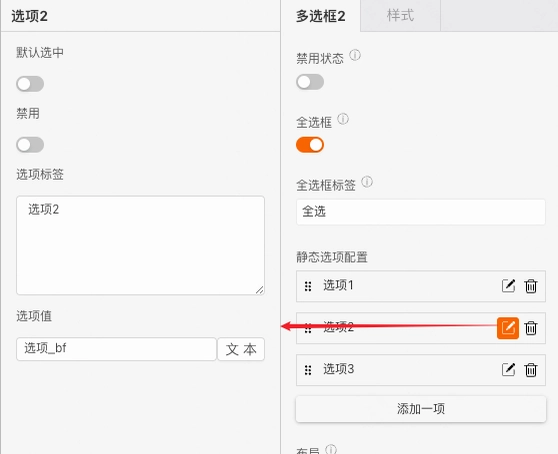 选项2
默认选中
禁用
选项标签
选项2
选项值
选项_bf
文本
多选框2
样式
禁用状态
全选框
全选框标签
全选
静态选项配置
选项1
选项2
选项3
添加一项
布局